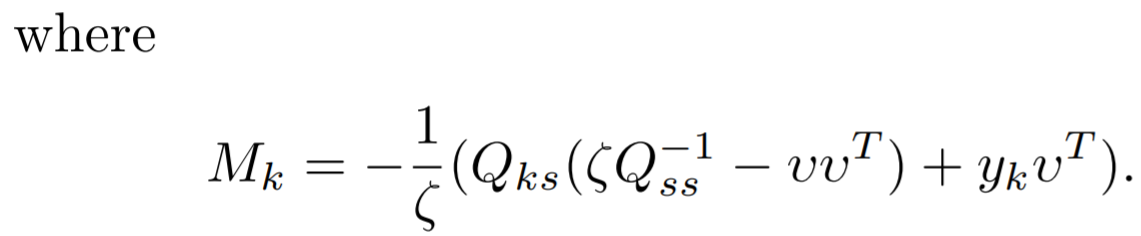 where
$M_k = -\frac{1}{\zeta}(Q_{ks}(\zeta Q_{ss}^{-1} - \upsilon\upsilon^T) + y_k\upsilon^T).$